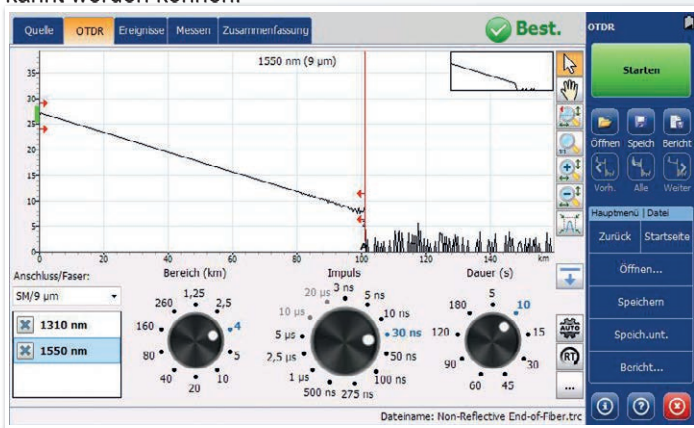 kannt werden können.
Quelle OTDR Ereignisse Messen Zusammenfassung Best.
OTDR
1550 nm (9 µm)
35
30
25
20
15
10
5
0
0 20 40 60 80 100 120 140 km
A
Anschluss/Faser:
SM/9 µm
1310 nm
1550 nm
Bereich (km)
1,25
260 2,5
160 4
80 5
40 10
20
Impuls
3 ns
20 µs 5 ns
10 µs 10 ns
5 µs 30 ns
2,5 µs 50 ns
1 µs 100 ns
500 ns 275 ns
Dauer (s)
5
180 10
120 15
90 30
60 45
AUTO
RT
...
Dateiname: Non-Reflective End-of-Fiber.trc
Starten
Öffnen Speich Bericht
Vorh. Alle Weiter
Hauptmenü | Datei
Zurück Startseite
Öffnen...
Speichern
Speich.unt.
Bericht...